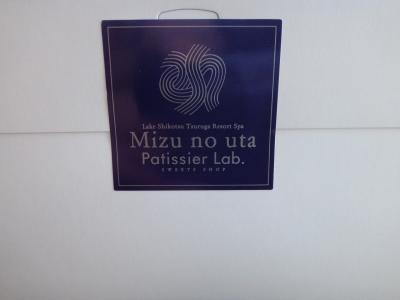 Lake Shikotsu Tsuruga Resort Spa
Mizu no uta
Patissier Lab.
SWEETS SHOP